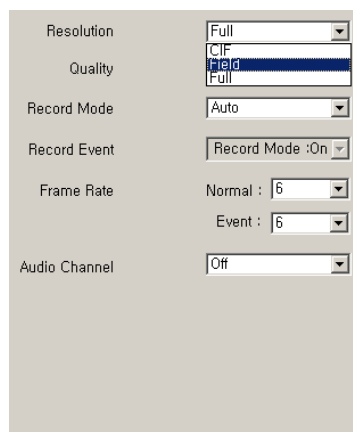 Resolution Full
CIF
Field
Quality Full
Record Mode Auto
Record Event Record Mode :On
Frame Rate Normal : 6
Event : 6
Audio Channel Off